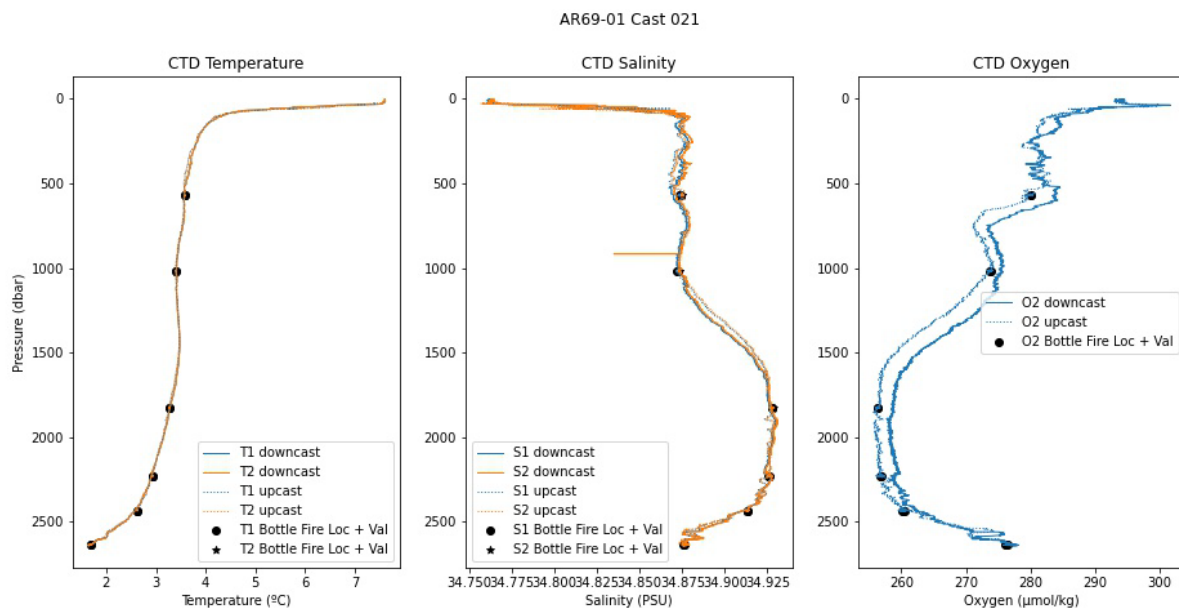 AR69-01 Cast 021
CTD Temperature
0
500
1000
1500
2000
2500
Pressure (dbar)
T1 downcast
T2 downcast
T1 upcast
T2 upcast
T1 Bottle Fire Loc + Val
T2 Bottle Fire Loc + Val
2 3 4 5 6 7
Temperature (ºC)
CTD Salinity
0
500
1000
1500
2000
2500
S1 downcast
S2 downcast
S1 upcast
S2 upcast
S1 Bottle Fire Loc + Val
S2 Bottle Fire Loc + Val
34.750 34.775 34.800 34.825 34.850 34.875 34.900 34.925
Salinity (PSU)
CTD Oxygen
0
500
1000
1500
2000
2500
O2 downcast
O2 upcast
O2 Bottle Fire Loc + Val
260 270 280 290 300
Oxygen (μmol/kg)